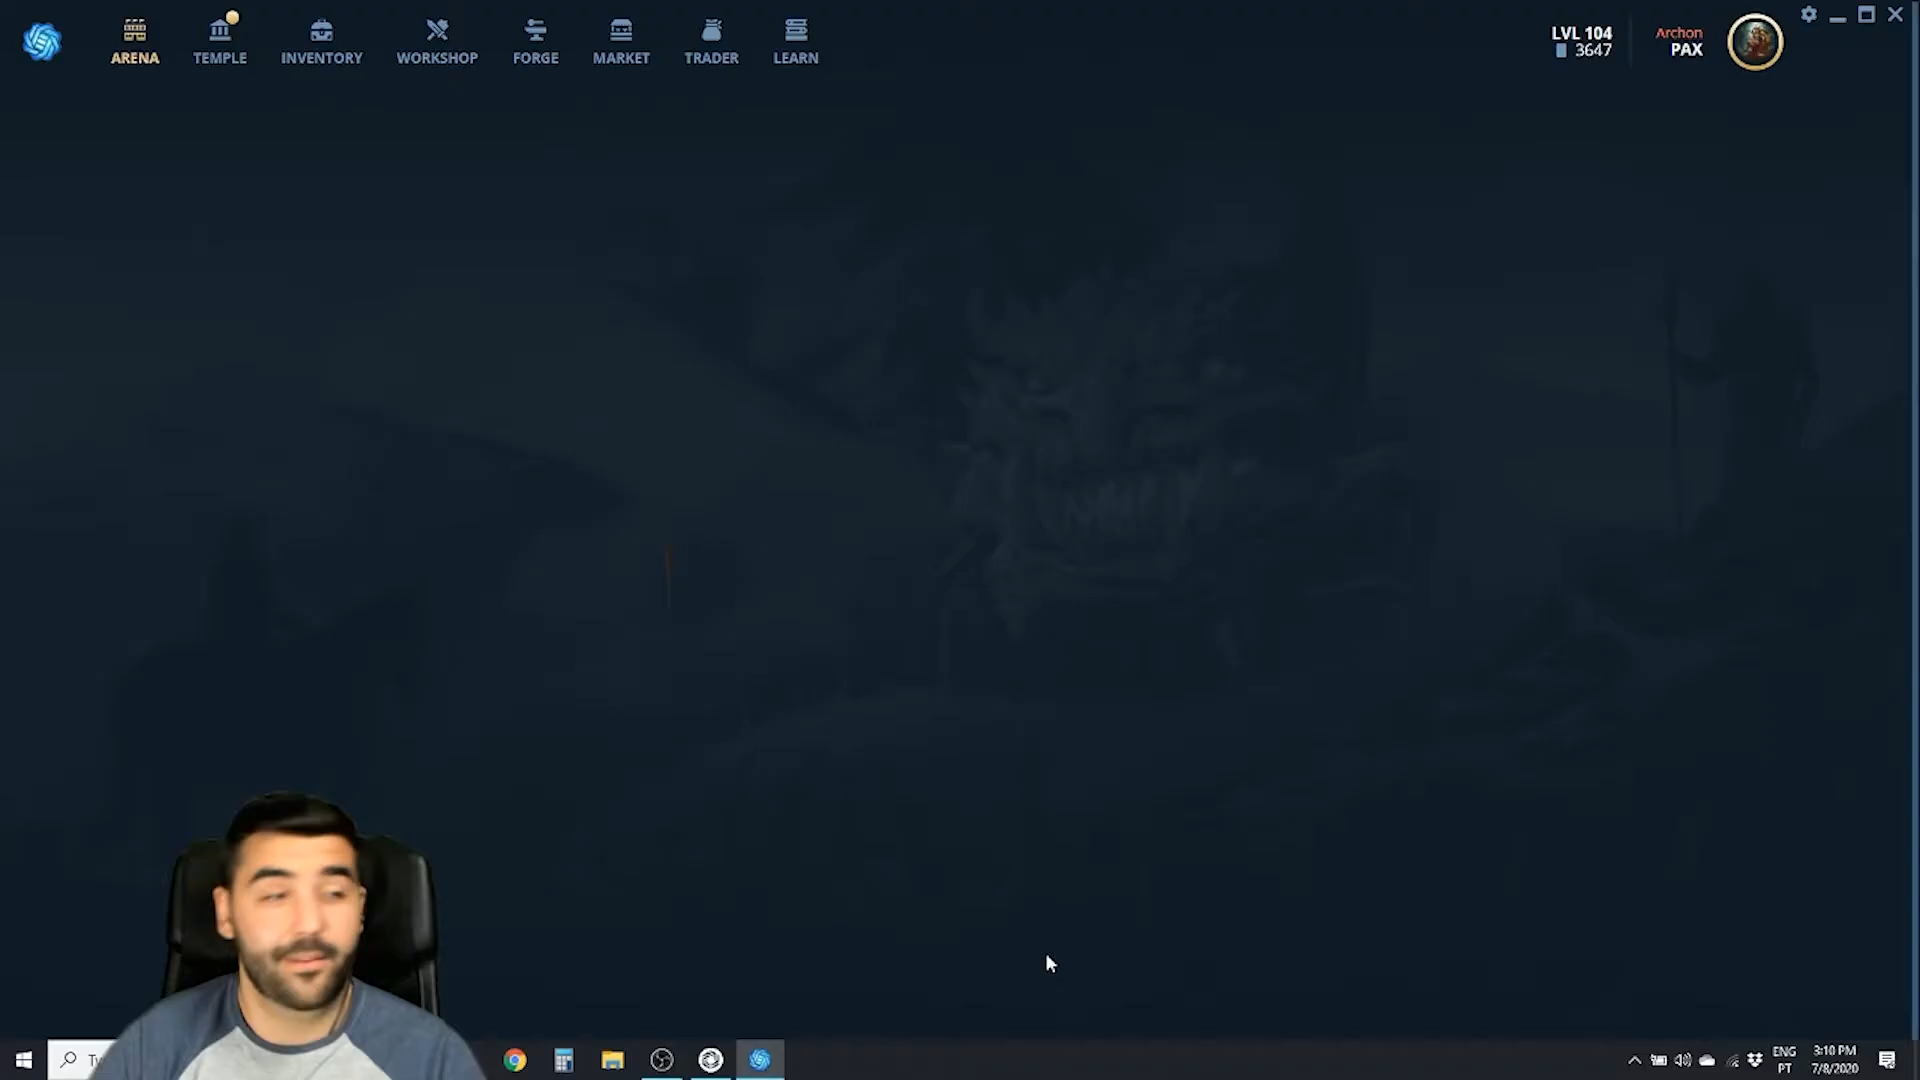 ARENA
TEMPLE
INVENTORY
WORKSHOP
FORGE
MARKET
TRADER
LEARN
LVL 104
3647
Archon
PAX
Ty
ENG
PT
3:10 PM
7/8/2020